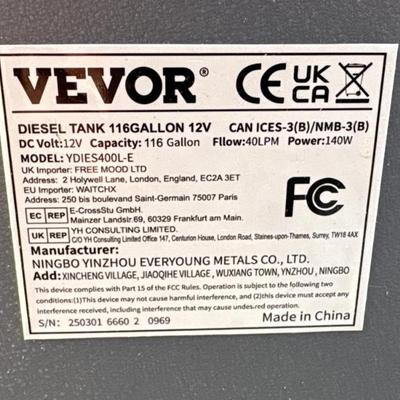 VEVOR®
CE UK CA
DIESEL TANK 116GALLON 12V CAN ICES-3(B)/NMB-3(B)
DC Volt:12V Capacity: 116 Gallon Fllow:40LPM Power:140W
MODEL: YDIES400L-E
UK Importer: FREE MOOD LTD
Address: 2 Holywell Lane, London, England, EC2A 3ET
EU Importer: WAITCHX
Address: 250 bis boulevard Saint-Germain 75007 Paris
FC
EC REP E-CrossStu GmbH.
Mainzer Landstr.69, 60329 Frankfurt am Main.
UK REP YH CONSULTING LIMITED.
C/O YH Consulting Limited Office 147, Centurion House, London Road, Staines-upon-Thames, Surrey, TW18 4AX
Manufacturer:
NINGBO YINZHOU EVERYOUNG METALS CO., LTD.
Add: XINCHENG VILLAGE, JIAOQIHE VILLAGE, WUXIANG TOWN, YNZHOU, NINGBO
This device complies with Part 15 of the FCC Rules. Operation is subject to the following two
conditions:(1)This device may not cause harmful interference, and (2)this device must accept any
interference received, including interference that may cause undesired operation.
S/N: 250301 6660 2 0969
Made in China